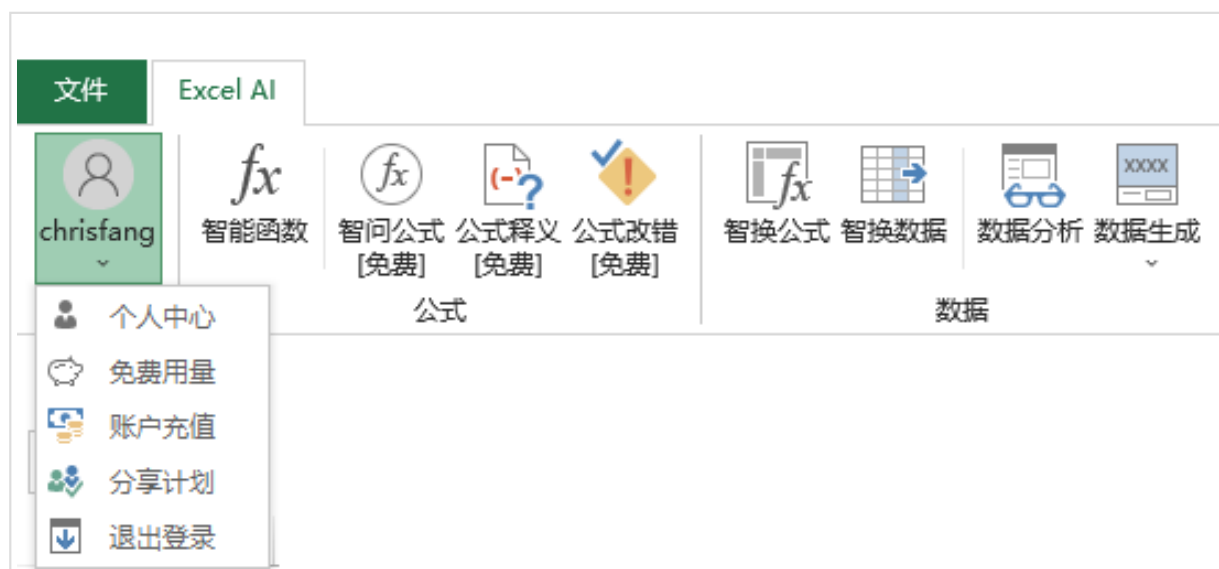 文件
Excel AI
chrisfang
智能函数
智问公式
[免费]
公式释义
[免费]
公式改错
[免费]
公式
智换公式
智换数据
数据分析
XXXX
数据生成
数据
个人中心
免费用量
账户充值
分享计划
退出登录